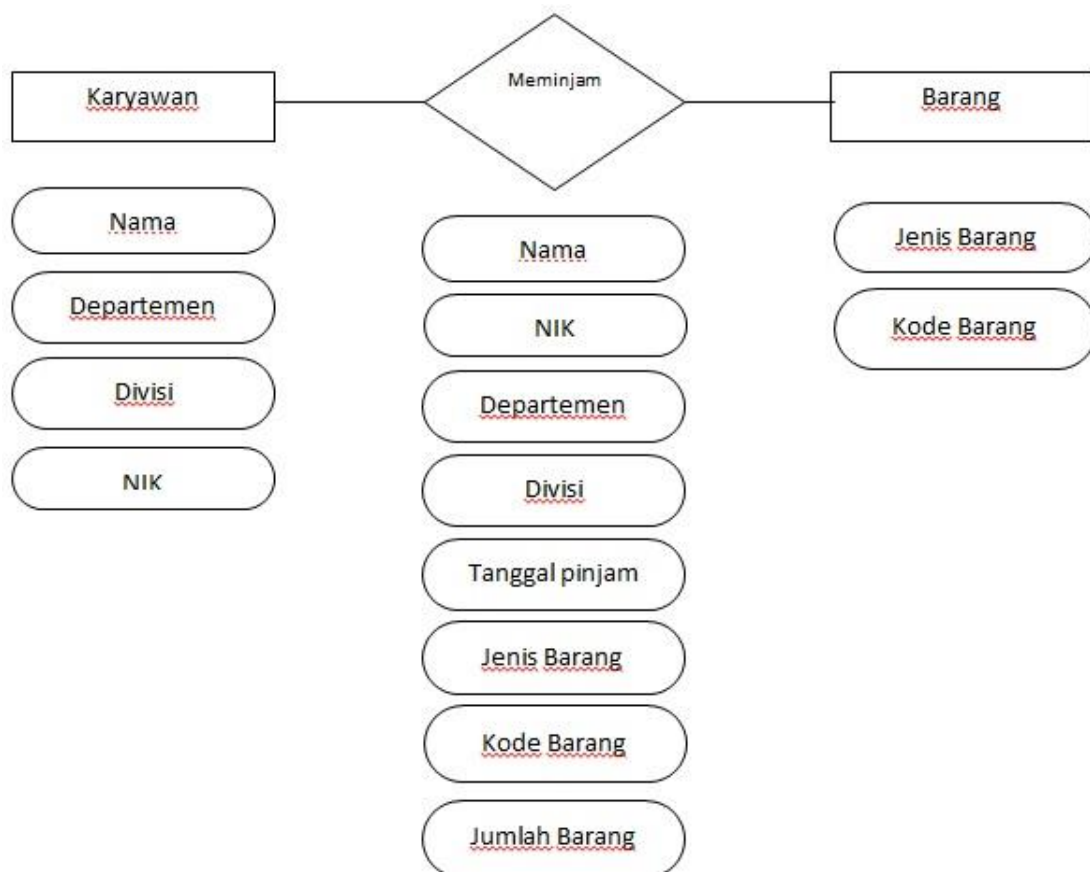 Karyawan
Meminjam
Barang
Nama
Departemen
Divisi
NIK
Nama
NIK
Departemen
Divisi
Tanggal pinjam
Jenis Barang
Kode Barang
Jumlah Barang
Jenis Barang
Kode Barang